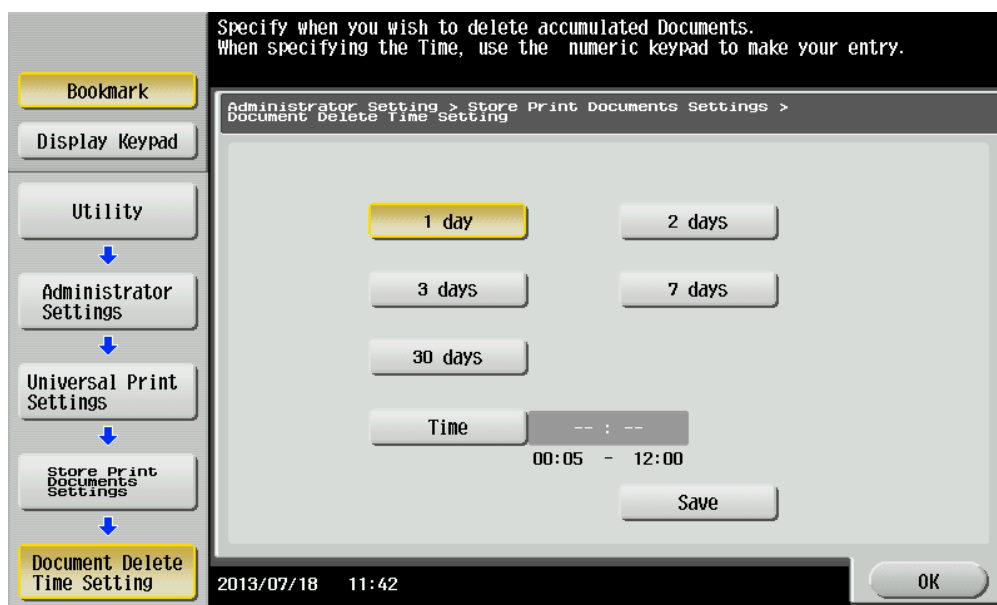 Specify when you wish to delete accumulated Documents.
When specifying the Time, use the numeric keypad to make your entry.
Bookmark
Display Keypad
Utility
Administrator
Settings
Universal Print
Settings
Store Print
Documents
Settings
Document Delete
Time Setting
Administrator Setting > Store Print Documents Settings >
Document Delete Time Setting
1 day
2 days
3 days
7 days
30 days
Time
-- : --
00:05 - 12:00
Save
2013/07/18 11:42
OK